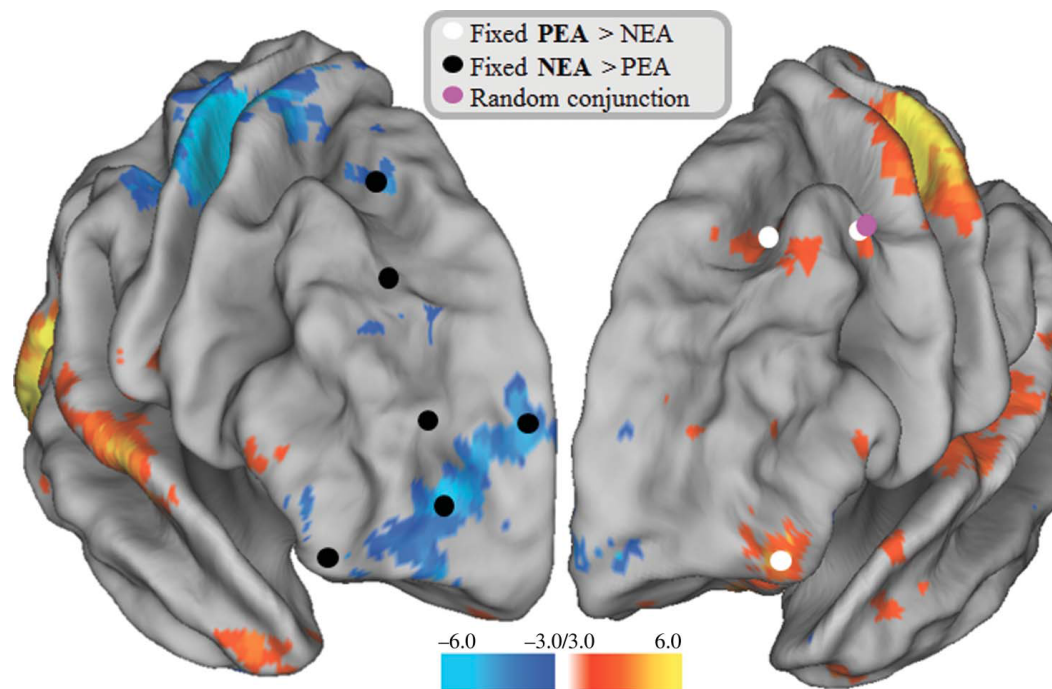 Fixed PEA > NEA
Fixed NEA > PEA
Random conjunction
–6.0 –3.0/3.0 6.0